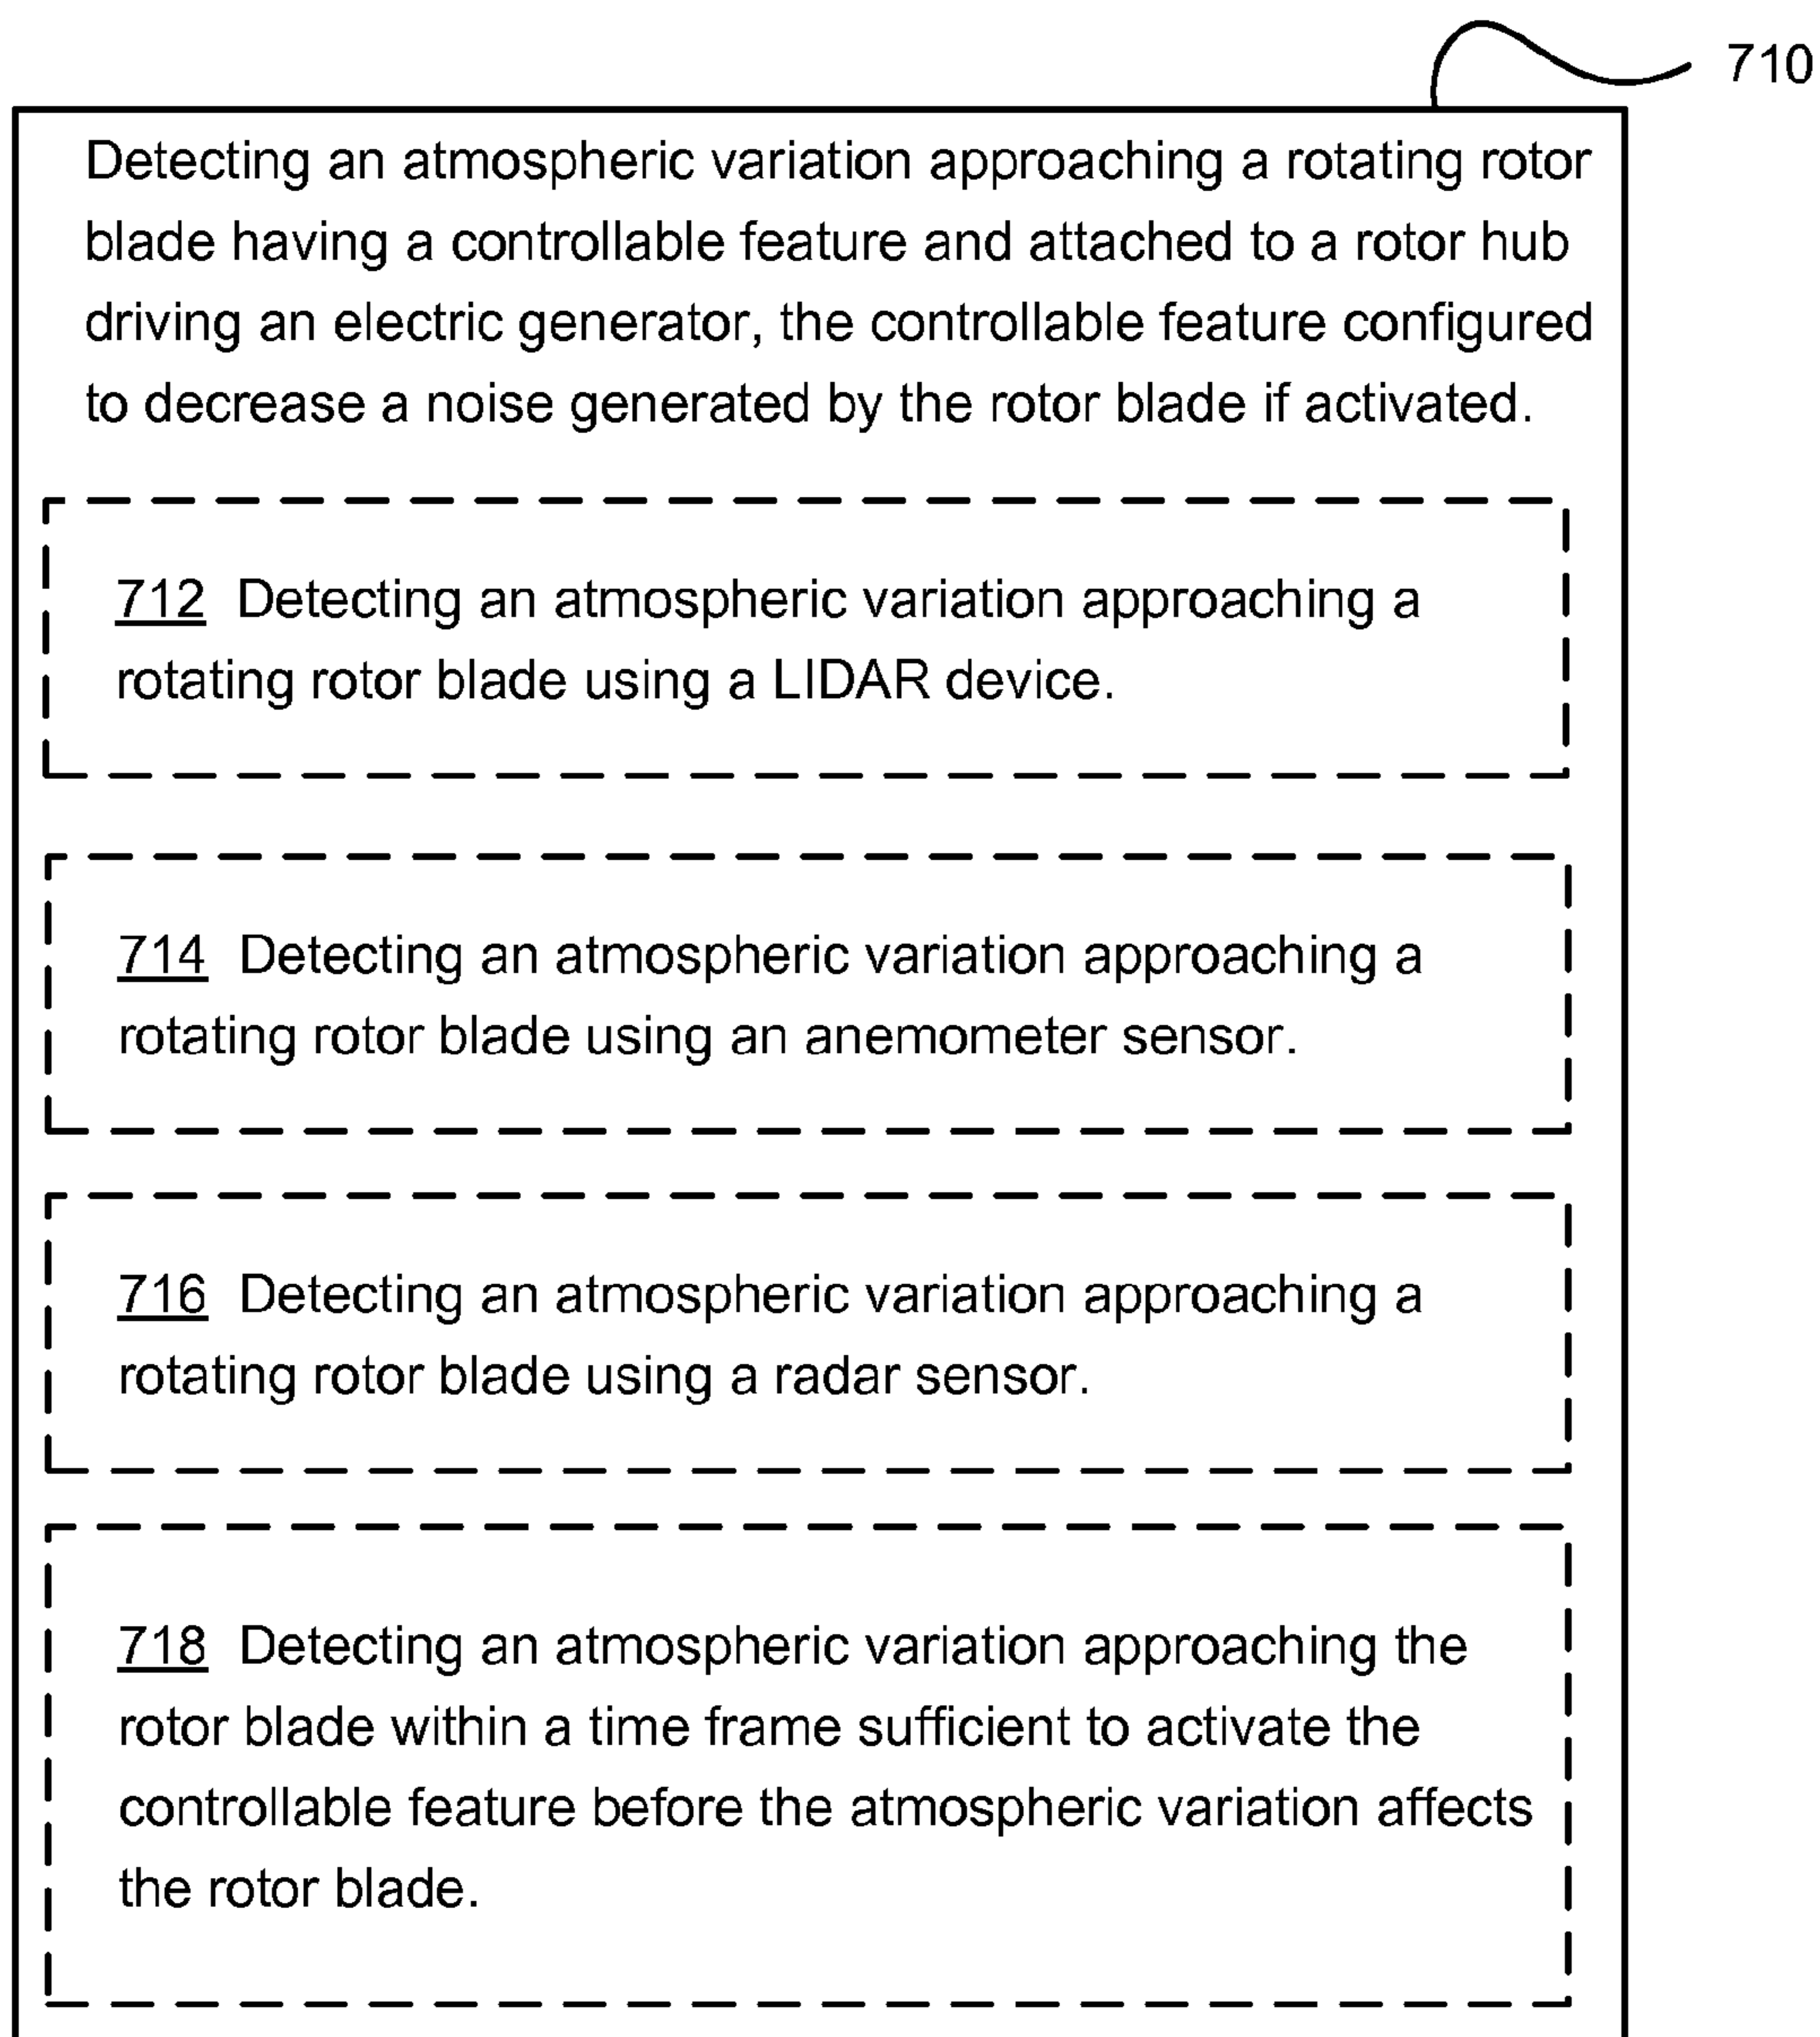 710
Detecting an atmospheric variation approaching a rotating rotor
blade having a controllable feature and attached to a rotor hub
driving an electric generator, the controllable feature configured
to decrease a noise generated by the rotor blade if activated.
712 Detecting an atmospheric variation approaching a
rotating rotor blade using a LIDAR device.
714 Detecting an atmospheric variation approaching a
rotating rotor blade using an anemometer sensor.
716 Detecting an atmospheric variation approaching a
rotating rotor blade using a radar sensor.
718 Detecting an atmospheric variation approaching the
rotor blade within a time frame sufficient to activate the
controllable feature before the atmospheric variation affects
the rotor blade.